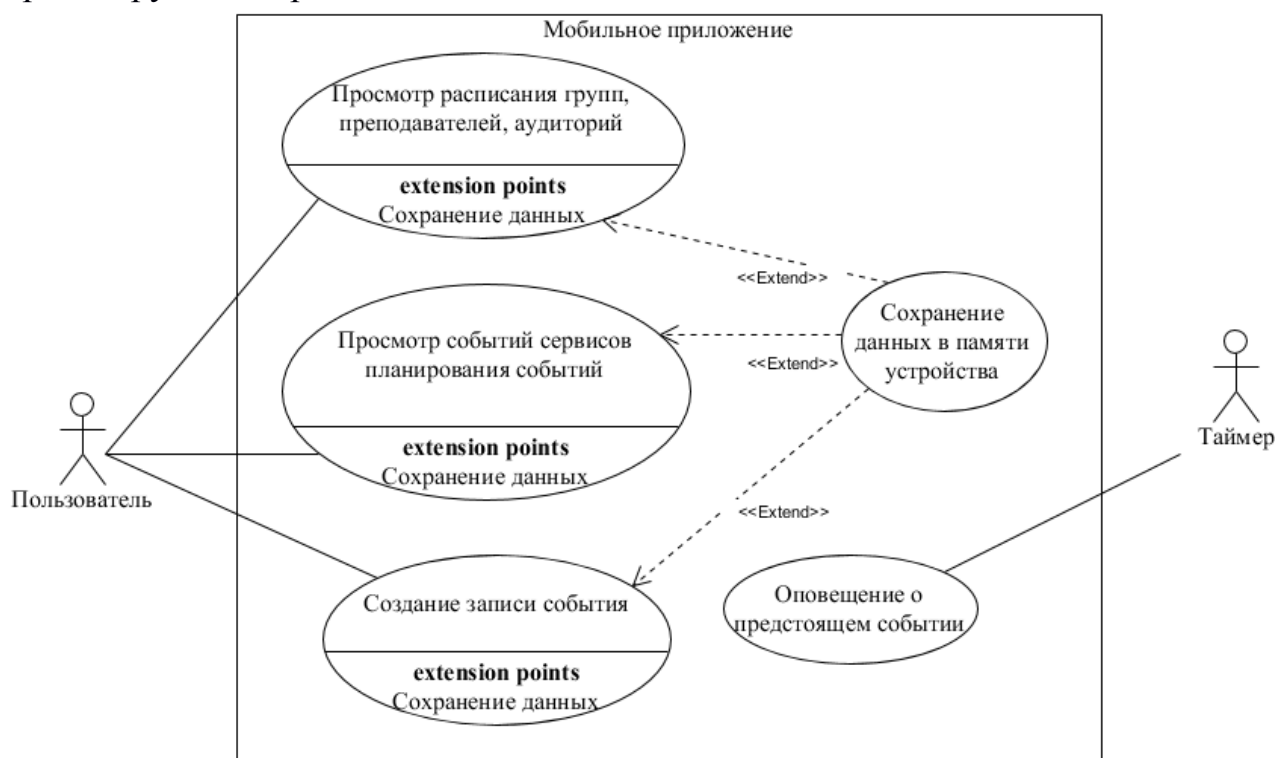 Мобильное приложение
Просмотр расписания групп,
преподавателей, аудиторий
extension points
Сохранение данных
<<Extend>>
Просмотр событий сервисов
планирования событий
extension points
Сохранение данных
<<Extend>>
Сохранение
данных в памяти
устройства
Таймер
Пользователь
<<Extend>>
Создание записи события
extension points
Сохранение данных
Оповещение о
предстоящем событии